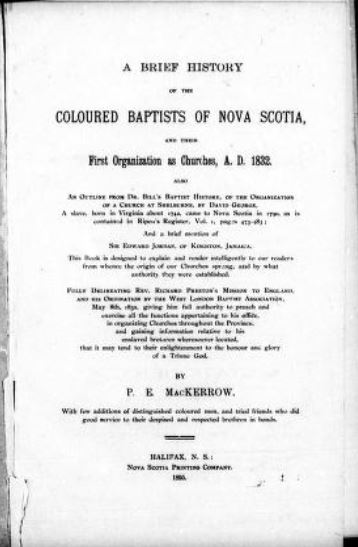 A BRIEF HISTORY
OF THE
COLOURED BAPTISTS OF NOVA SCOTIA,
AND THEIR
First Organization as Churches, A. D. 1832.
ALSO
AN OUTLINE FROM DR. BILL'S BAPTIST HISTORY, OF THE ORGANIZATION
OF A CHURCH AT SHELBURNE, BY DAVID GEORGE,
A slave, born in Virginia about 1742, came to Nova Scotia in 1792, as is
contained in Ripon's Register, Vol. 1, pages 473-483;
And a brief mention of
SIR EDWARD JORDAN, OF KINGSTON, JAMAICA.
This Book is designed to explain and render intelligently to our readers
from whence the origin of our Churches sprung, and by what
authority they were established.
FULLY DELINEATING REV. RICHARD PRESTON'S MISSION TO ENGLAND,
AND HIS ORDINATION BY THE WEST LONDON BAPTIST ASSOCIATION,
May 8th, 1832, giving him full authority to preach and
exercise all the functions appertaining to his office,
in organizing Churches throughout the Province,
and gaining information relative to his
enslaved brethren wheresoever located,
that it may tend to their enlightenment to the honour and glory
of a Triune God.
BY
P. E. MACKERROW.
With few additions of distinguished coloured men, and tried friends who did
good service to their despised and respected brethren in bonds.
HALIFAX, N. S.:
NOVA SCOTIA PRINTING COMPANY.
1895.